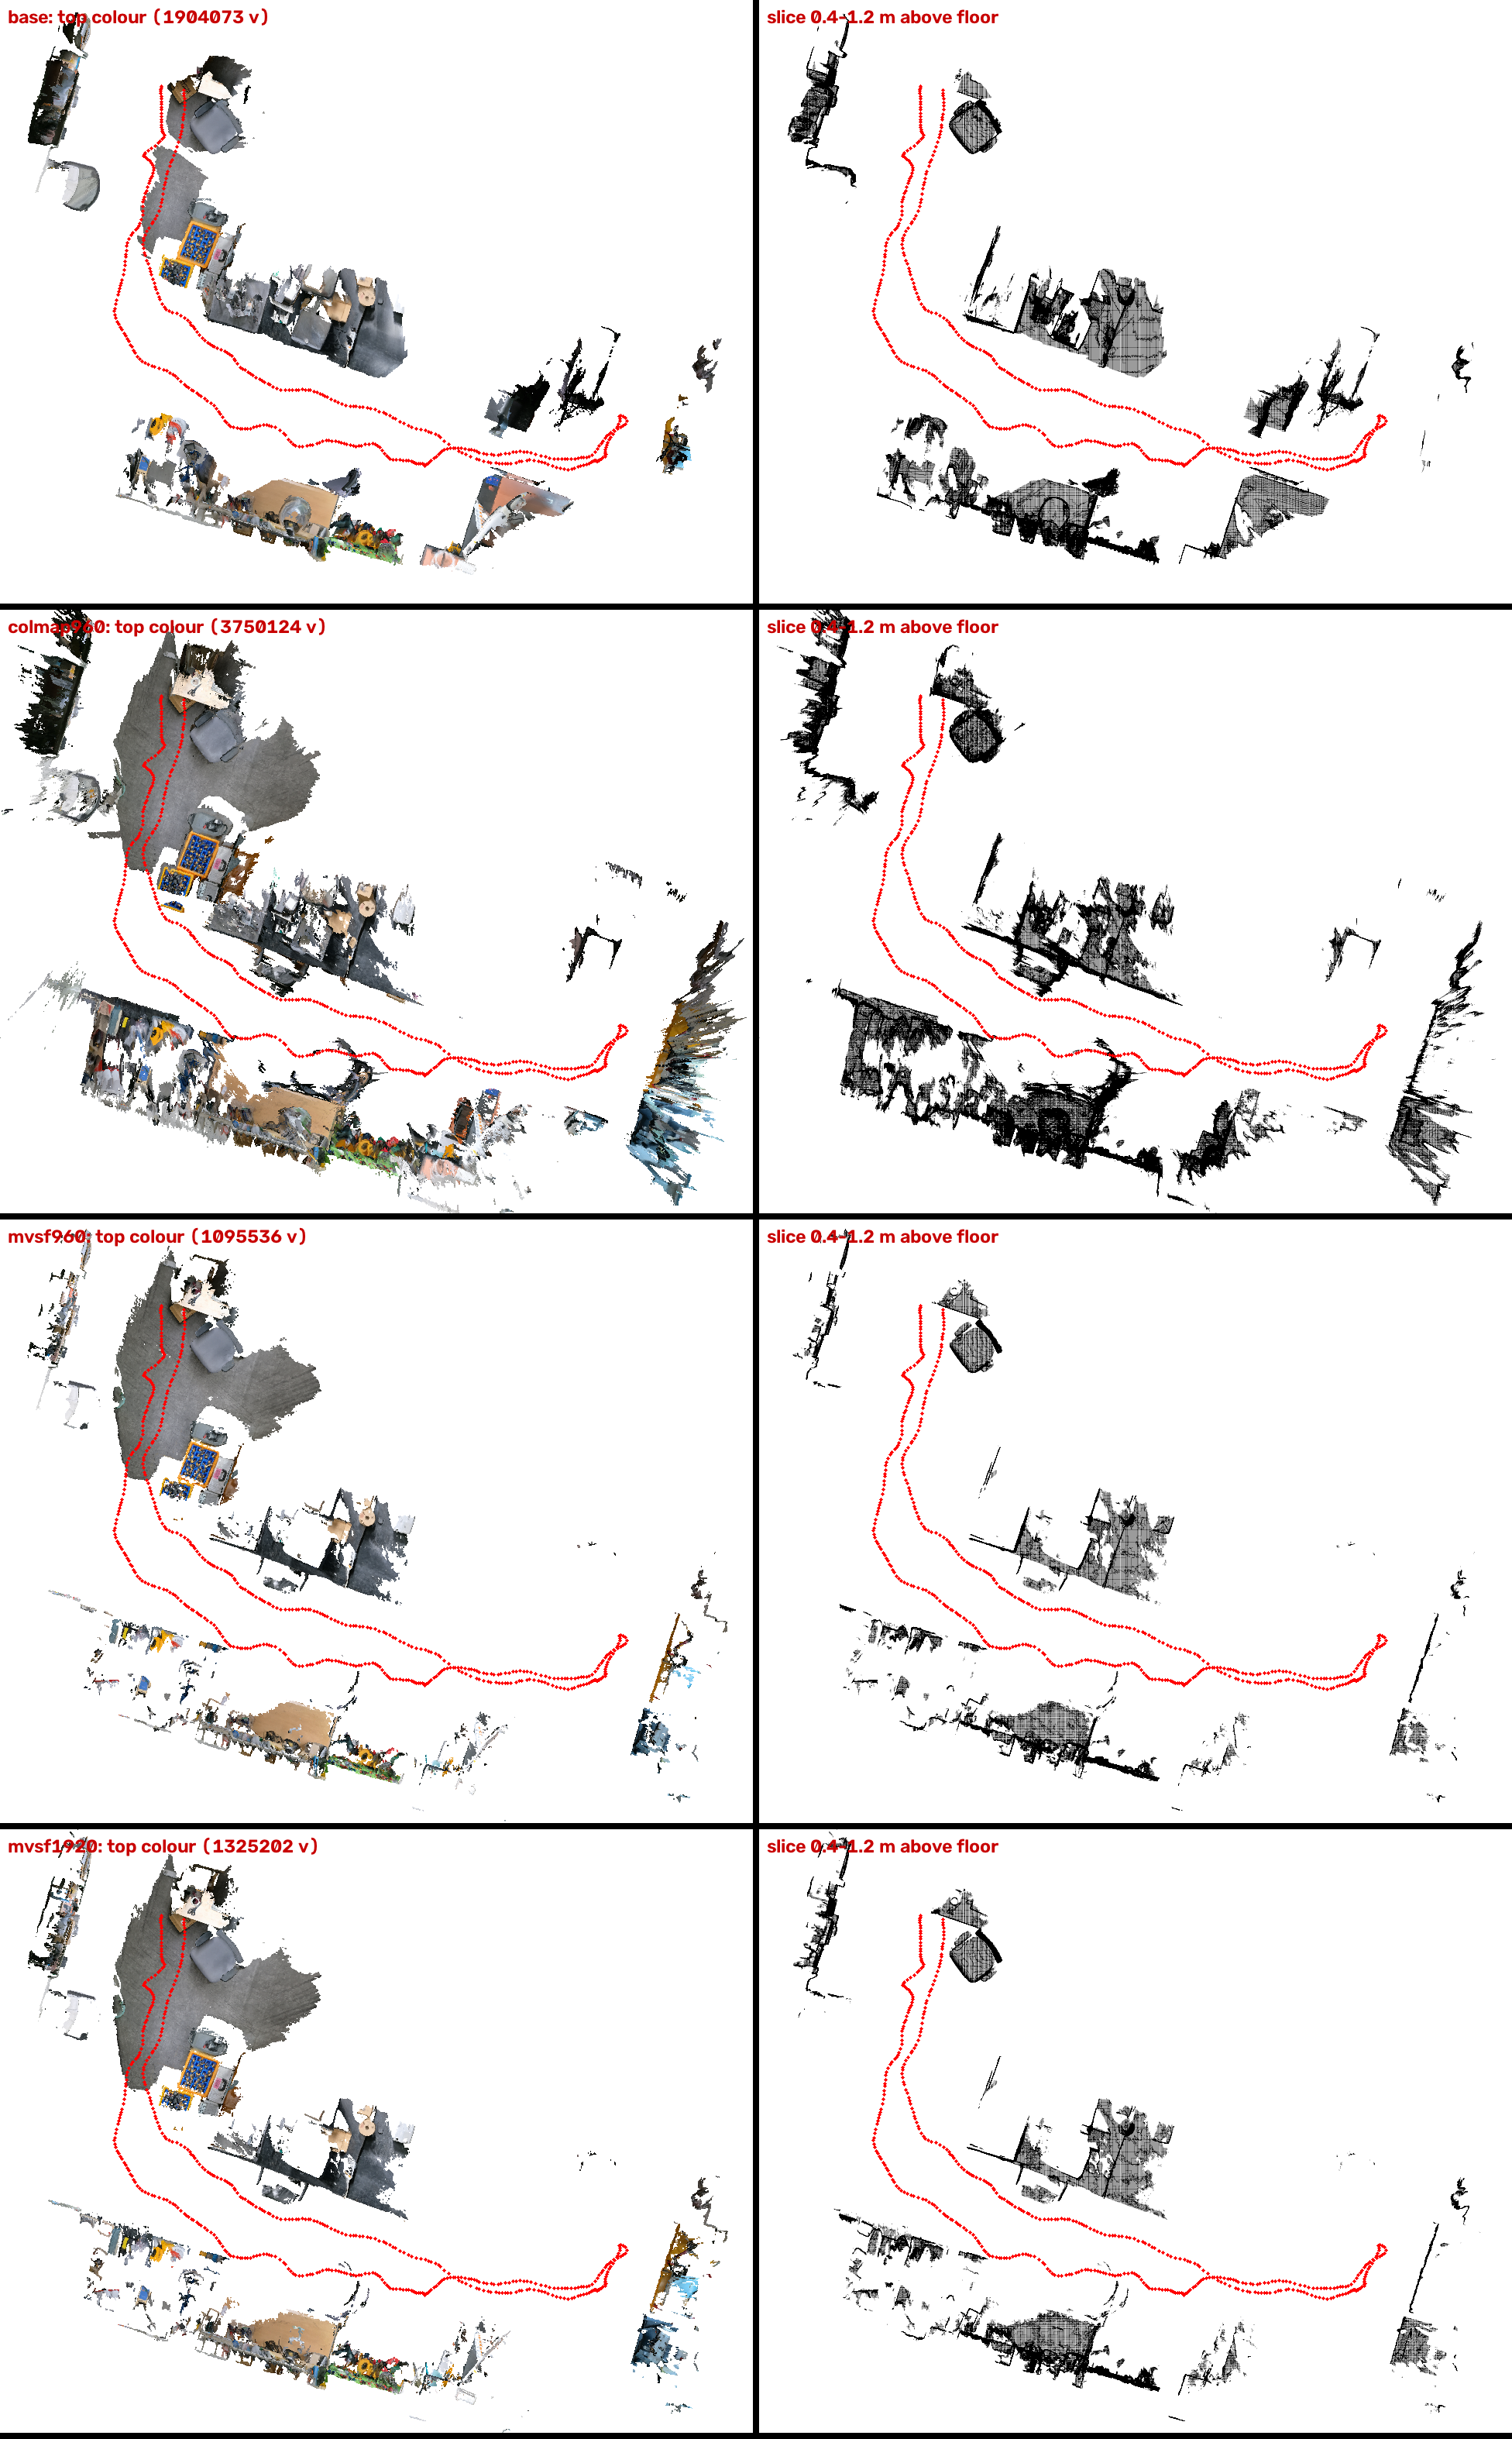 base: top colour (1904073 v)
slice 0.4-1.2 m above floor
colmap960: top colour (3750124 v)
slice 0.4-1.2 m above floor
mvsf960: top colour (1095536 v)
slice 0.4-1.2 m above floor
mvsf1920: top colour (1325202 v)
slice 0.4-1.2 m above floor